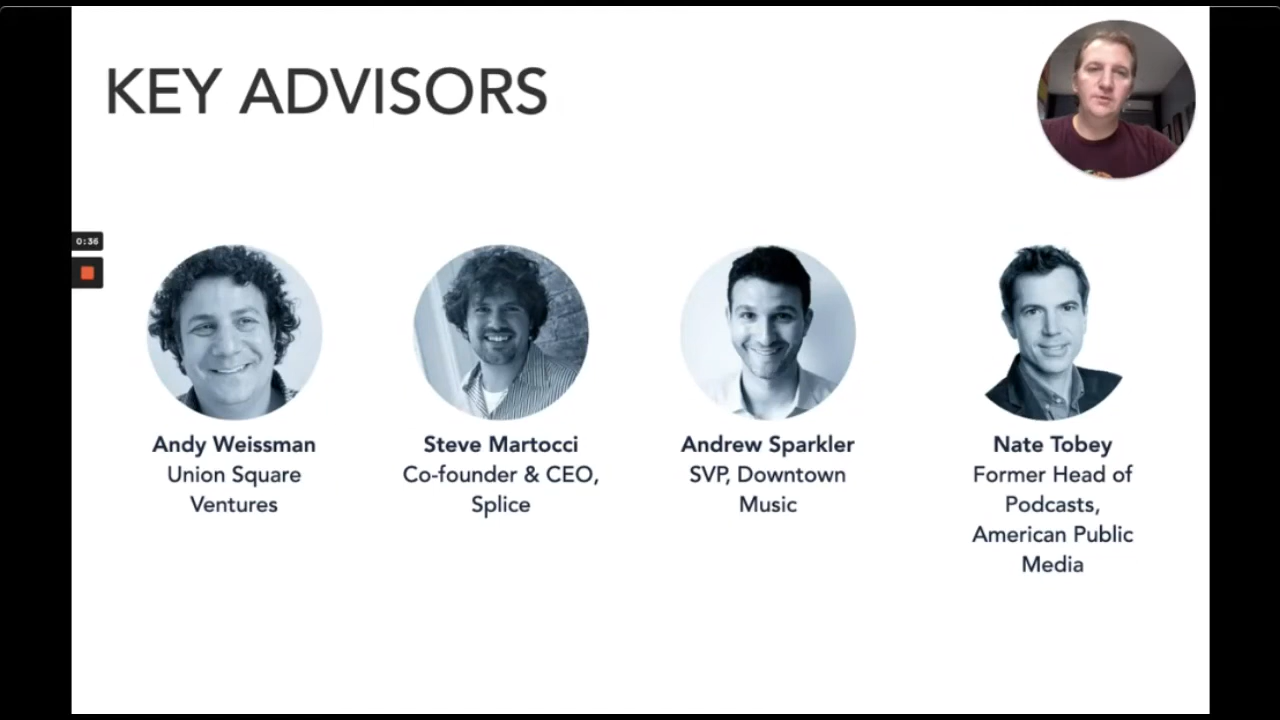 KEY ADVISORS
0:36
Andy Weissman
Union Square
Ventures
Steve Martocci
Co-founder & CEO,
Splice
Andrew Sparkler
SVP, Downtown
Music
Nate Tobey
Former Head of
Podcasts,
American Public
Media